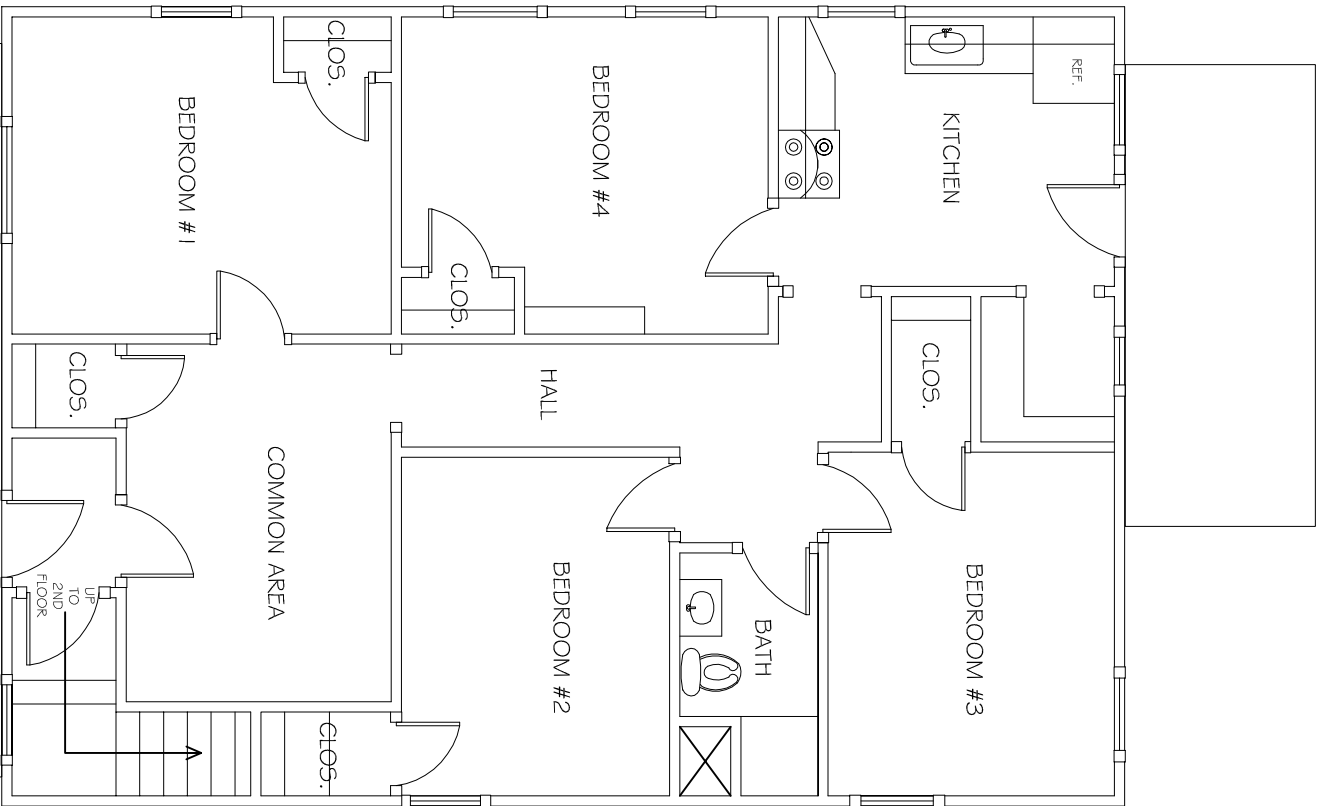 CLOS.
BEDROOM #1
BEDROOM #4
CLOS.
KITCHEN
REF.
CLOS.
HALL
CLOS.
COMMON AREA
UP
TO
2ND
FLOOR
BEDROOM #2
BATH
BEDROOM #3
CLOS.